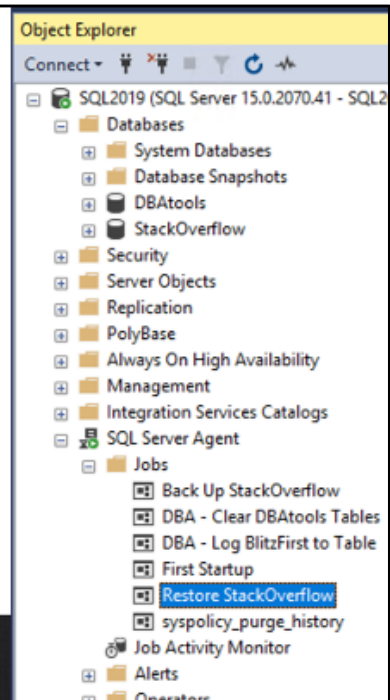 Object Explorer
Connect
SQL2019 (SQL Server 15.0.2070.41 - SQL2
Databases
System Databases
Database Snapshots
DBAtools
StackOverflow
Security
Server Objects
Replication
PolyBase
Always On High Availability
Management
Integration Services Catalogs
SQL Server Agent
Jobs
Back Up StackOverflow
DBA - Clear DBAtools Tables
DBA - Log BlitzFirst to Table
First Startup
Restore StackOverflow
syspolicy_purge_history
Job Activity Monitor
Alerts
Operators